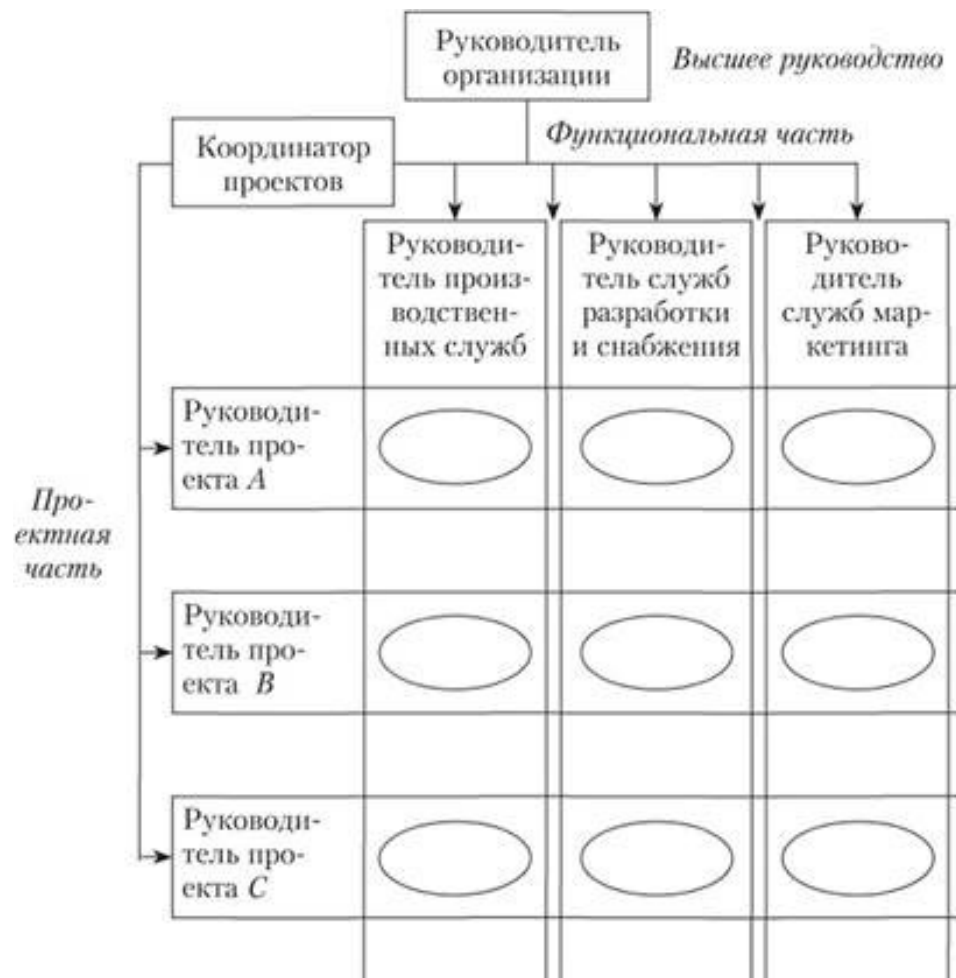 Руководитель
организации
Высшее руководство
Функциональная часть
Координатор
проектов
Руководи-
тель произ-
водствен-
ных служб
Руководи-
тель служб
разработки
и снабжения
Руково-
дитель
служб мар-
кетинга
Про-
ектная
часть
Руководи-
тель про-
екта A
Руководи-
тель про-
екта B
Руководи-
тель про-
екта C